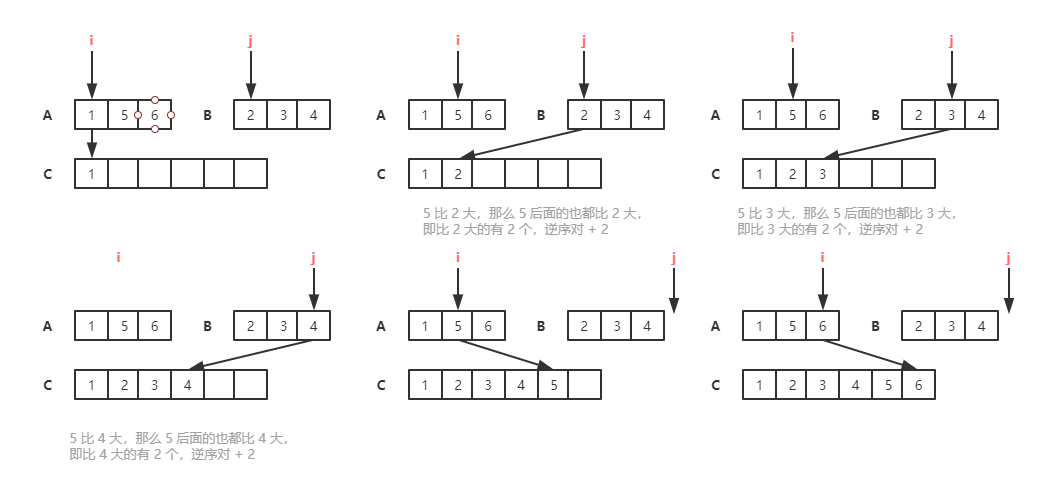 i j i j i j
A 1 5 6 B 2 3 4 A 1 5 6 B 2 3 4 A 1 5 6 B 2 3 4
C 1 C 1 2 C 1 2 3
5 比 2 大，那么 5 后面的也都比 2 大，
即比 2 大的有 2 个，逆序对 + 2
5 比 3 大，那么 5 后面的也都比 3 大，
即比 3 大的有 2 个，逆序对 + 2
i j i j i j
A 1 5 6 B 2 3 4 A 1 5 6 B 2 3 4 A 1 5 6 B 2 3 4
C 1 2 3 4 C 1 2 3 4 5 C 1 2 3 4 5 6
5 比 4 大，那么 5 后面的也都比 4 大，
即比 4 大的有 2 个，逆序对 + 2